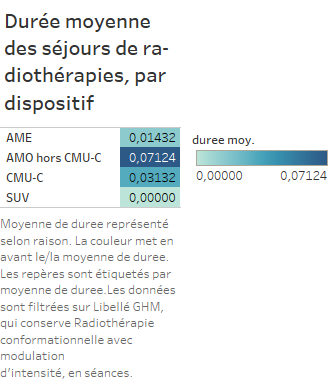 Durée moyenne
des séjours de ra-
diothérapies, par
dispositif
AME 0,01432
AMO hors CMU-C 0,07124
CMU-C 0,03132
SUV 0,00000
duree moy.
0,00000 0,07124
Moyenne de duree représenté
selon raison. La couleur met en
avant le/la moyenne de duree.
Les repères sont étiquetés par
moyenne de duree.Les données
sont filtrées sur Libellé GHM,
qui conserve Radiothérapie
conformationnelle avec
modulation
d’intensité, en séances.